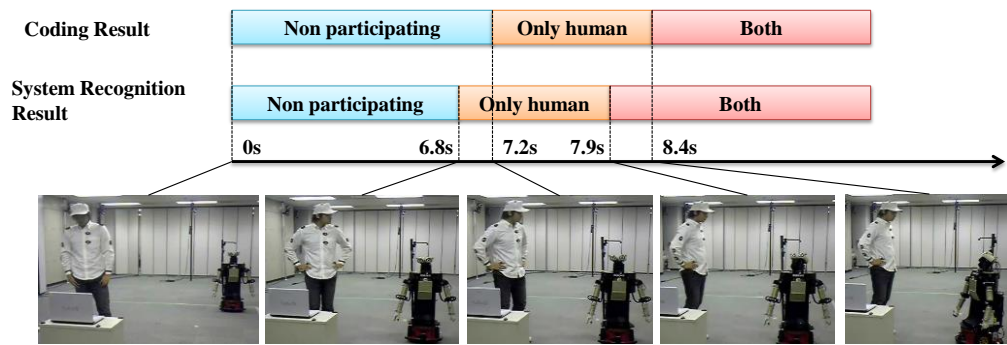 Coding Result
Non participating
Only human
Both
System Recognition
Result
Non participating
Only human
Both
0s
6.8s
7.2s
7.9s
8.4s